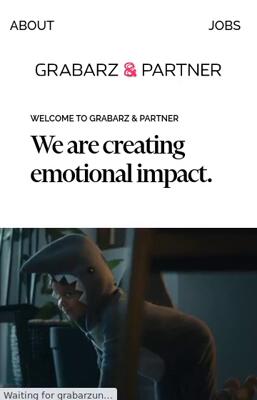 ABOUT
JOBS
GRABARZ & PARTNER
WELCOME TO GRABARZ & PARTNER
We are creating
emotional impact.
Waiting for grabarzun...